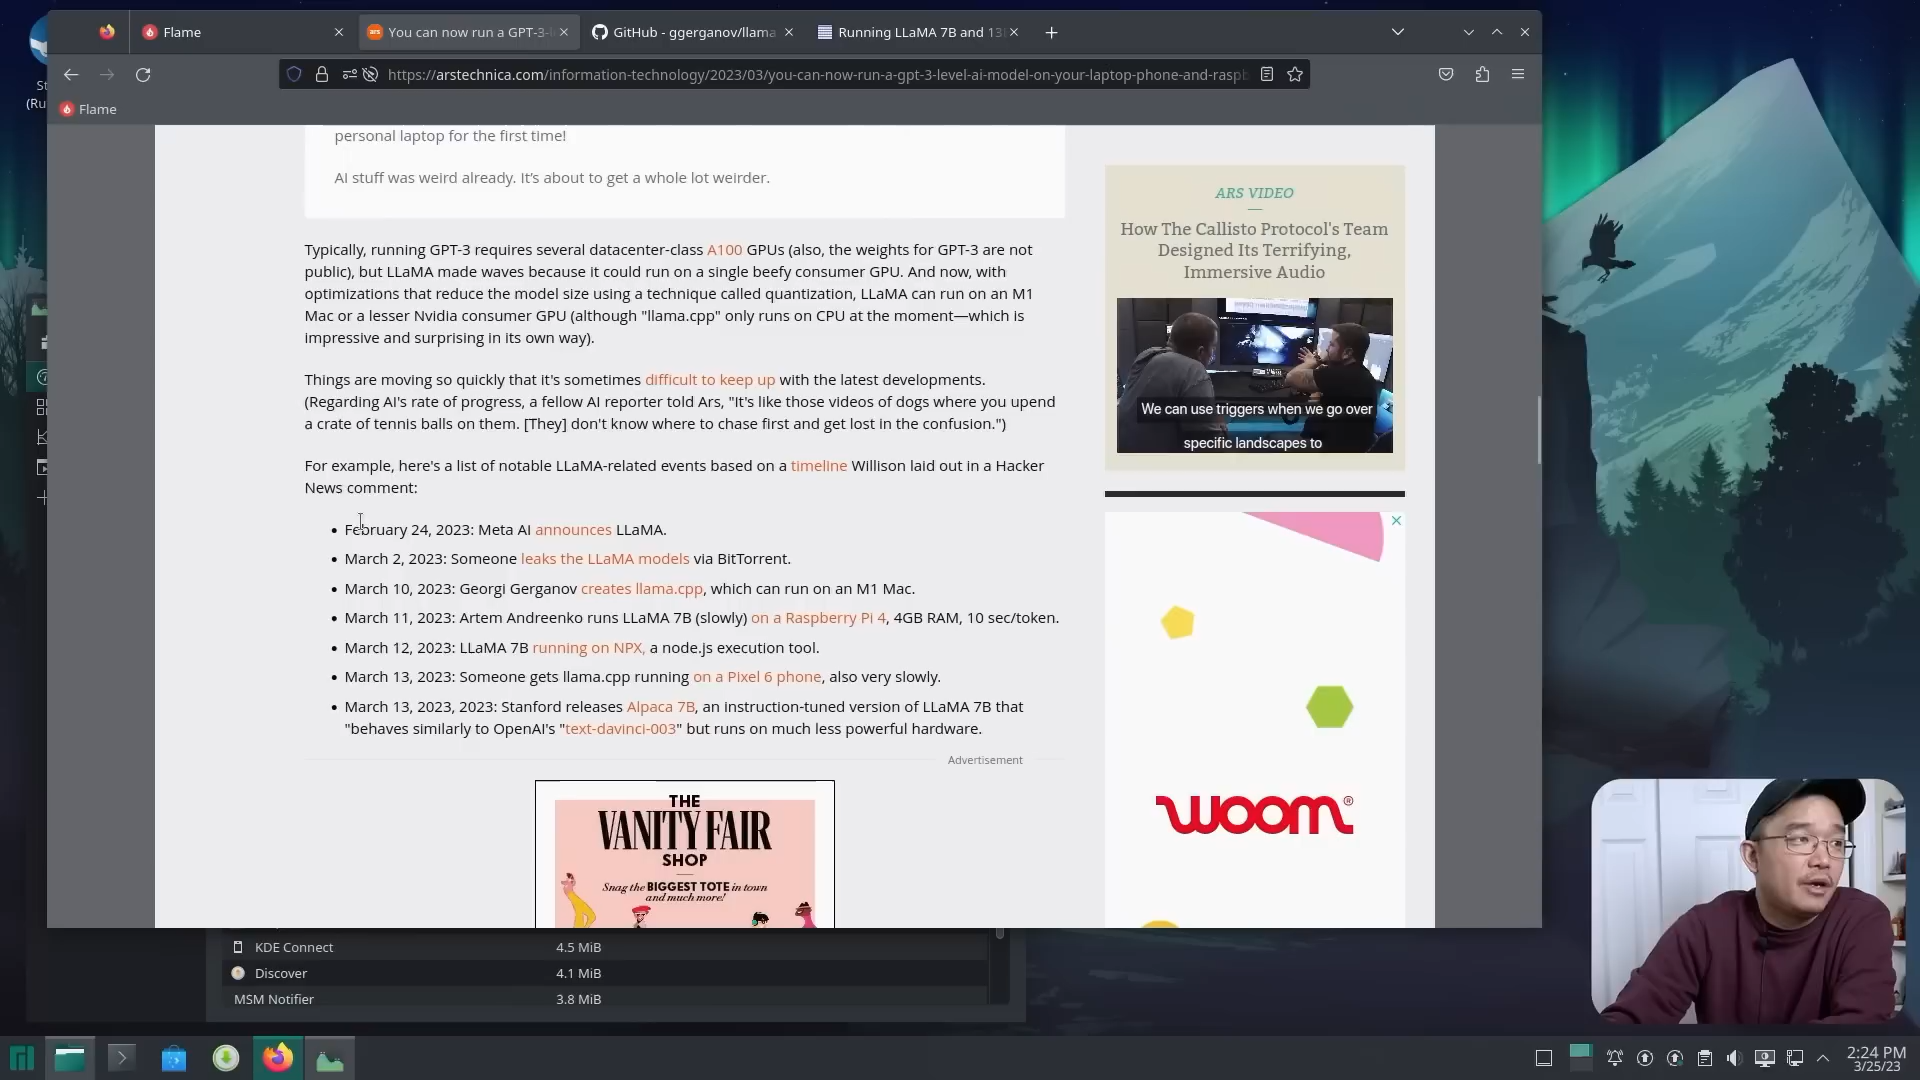 St
(Ru
Flame
You can now run a GPT-3-l
GitHub - ggerganov/llama
Running LLaMA 7B and 13
https://arstechnica.com/information-technology/2023/03/you-can-now-run-a-gpt-3-level-ai-model-on-your-laptop-phone-and-raspb
Flame
personal laptop for the first time!
AI stuff was weird already. It's about to get a whole lot weirder.
Typically, running GPT-3 requires several datacenter-class A100 GPUs (also, the weights for GPT-3 are not
public), but LLaMA made waves because it could run on a single beefy consumer GPU. And now, with
optimizations that reduce the model size using a technique called quantization, LLaMA can run on an M1
Mac or a lesser Nvidia consumer GPU (although "llama.cpp" only runs on CPU at the moment—which is
impressive and surprising in its own way).
Things are moving so quickly that it's sometimes difficult to keep up with the latest developments.
(Regarding AI's rate of progress, a fellow AI reporter told Ars, "It's like those videos of dogs where you upend
a crate of tennis balls on them. [They] don't know where to chase first and get lost in the confusion.")
For example, here's a list of notable LLaMA-related events based on a timeline Willison laid out in a Hacker
News comment:
• February 24, 2023: Meta AI announces LLaMA.
• March 2, 2023: Someone leaks the LLaMA models via BitTorrent.
• March 10, 2023: Georgi Gerganov creates llama.cpp, which can run on an M1 Mac.
• March 11, 2023: Artem Andreenko runs LLaMA 7B (slowly) on a Raspberry Pi 4, 4GB RAM, 10 sec/token.
• March 12, 2023: LLaMA 7B running on NPX, a node.js execution tool.
• March 13, 2023: Someone gets llama.cpp running on a Pixel 6 phone, also very slowly.
• March 13, 2023, 2023: Stanford releases Alpaca 7B, an instruction-tuned version of LLaMA 7B that
"behaves similarly to OpenAI's "text-davinci-003" but runs on much less powerful hardware.
Advertisement
THE
VANITY FAIR
SHOP
Snag the BIGGEST TOTE in town
and much more!
ARS VIDEO
How The Callisto Protocol's Team
Designed Its Terrifying,
Immersive Audio
We can use triggers when we go over
specific landscapes to
woom®
KDE Connect 4.5 MiB
Discover 4.1 MiB
MSM Notifier 3.8 MiB
2:24 PM
3/25/23